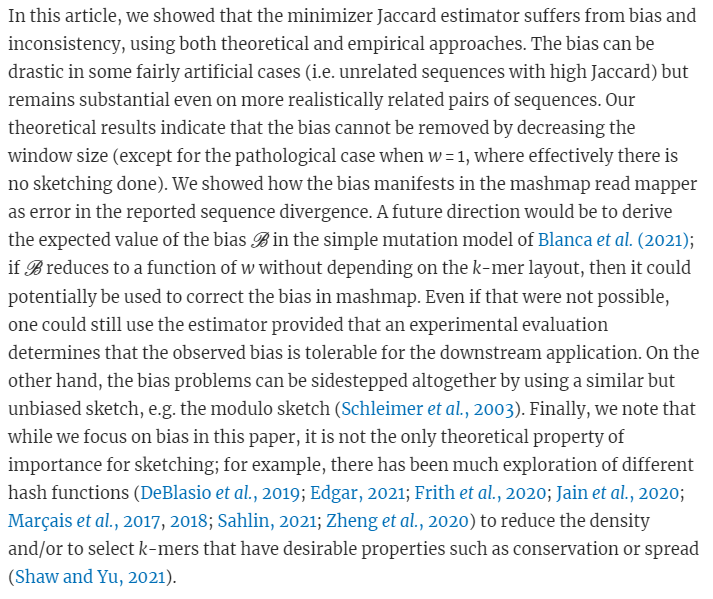 In this article, we showed that the minimizer Jaccard estimator suffers from bias and
inconsistency, using both theoretical and empirical approaches. The bias can be
drastic in some fairly artificial cases (i.e. unrelated sequences with high Jaccard) but
remains substantial even on more realistically related pairs of sequences. Our
theoretical results indicate that the bias cannot be removed by decreasing the
window size (except for the pathological case when w = 1, where effectively there is
no sketching done). We showed how the bias manifests in the mashmap read mapper
as error in the reported sequence divergence. A future direction would be to derive
the expected value of the bias ℬ in the simple mutation model of Blanca et al. (2021);
if ℬ reduces to a function of w without depending on the k-mer layout, then it could
potentially be used to correct the bias in mashmap. Even if that were not possible,
one could still use the estimator provided that an experimental evaluation
determines that the observed bias is tolerable for the downstream application. On the
other hand, the bias problems can be sidestepped altogether by using a similar but
unbiased sketch, e.g. the modulo sketch (Schleimer et al., 2003). Finally, we note that
while we focus on bias in this paper, it is not the only theoretical property of
importance for sketching; for example, there has been much exploration of different
hash functions (DeBlasio et al., 2019; Edgar, 2021; Frith et al., 2020; Jain et al., 2020;
Marçais et al., 2017, 2018; Sahlin, 2021; Zheng et al., 2020) to reduce the density
and/or to select k-mers that have desirable properties such as conservation or spread
(Shaw and Yu, 2021).